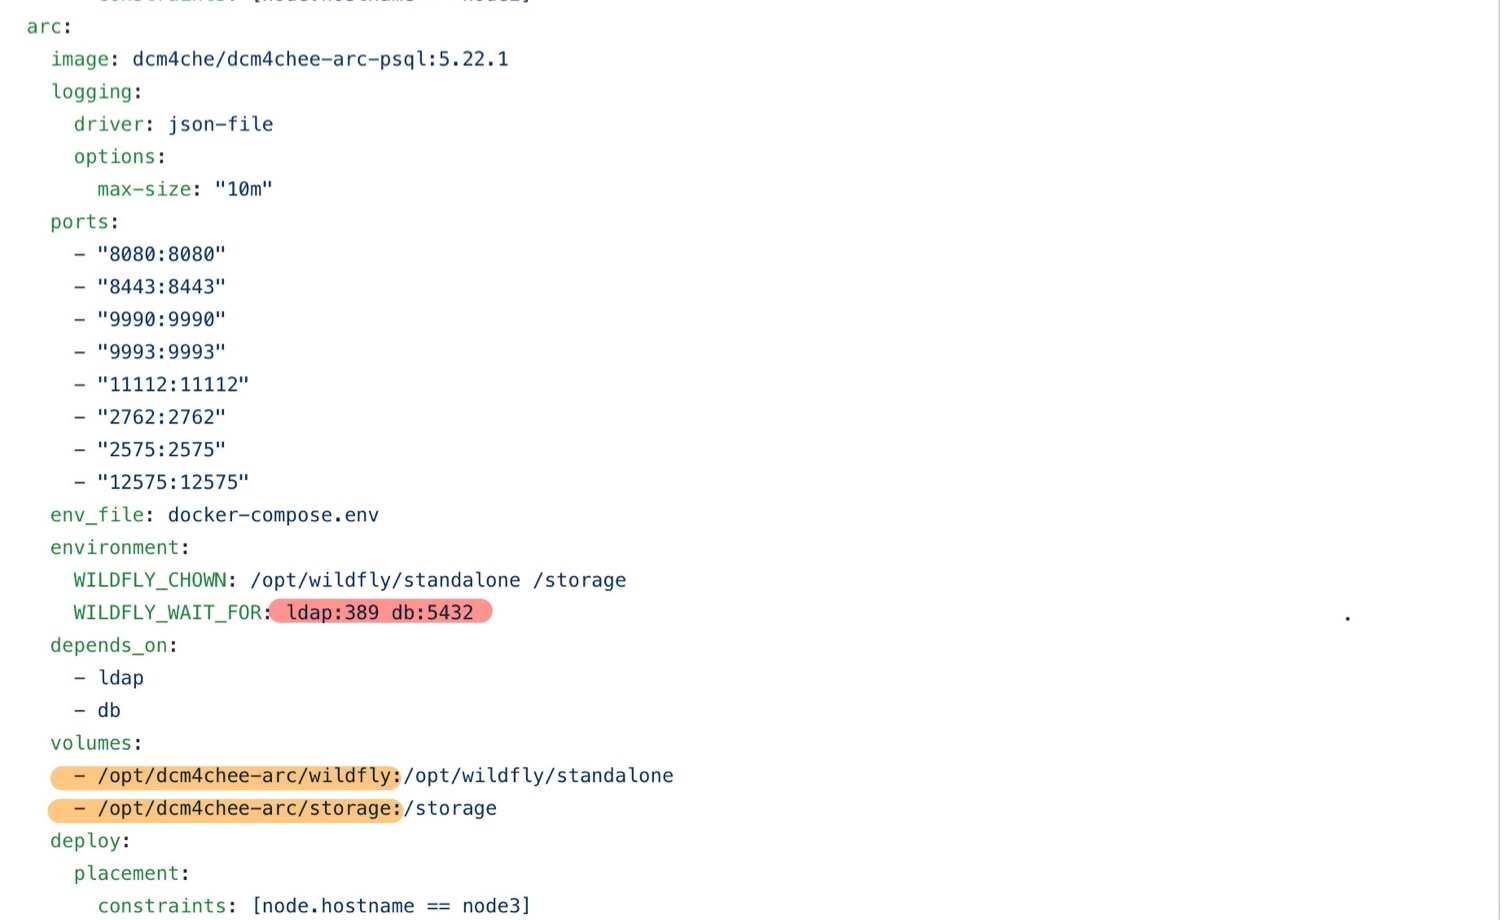 arc:
image: dcm4che/dcm4chee-arc-psql:5.22.1
logging:
driver: json-file
options:
max-size: "10m"
ports:
- "8080:8080"
- "8443:8443"
- "9990:9990"
- "9993:9993"
- "11112:11112"
- "2762:2762"
- "2575:2575"
- "12575:12575"
env_file: docker-compose.env
environment:
WILDFLY_CHOWN: /opt/wildfly/standalone /storage
WILDFLY_WAIT_FOR: ldap:389 db:5432
depends_on:
- ldap
- db
volumes:
- /opt/dcm4chee-arc/wildfly:/opt/wildfly/standalone
- /opt/dcm4chee-arc/storage:/storage
deploy:
placement:
constraints: [node.hostname == node3]